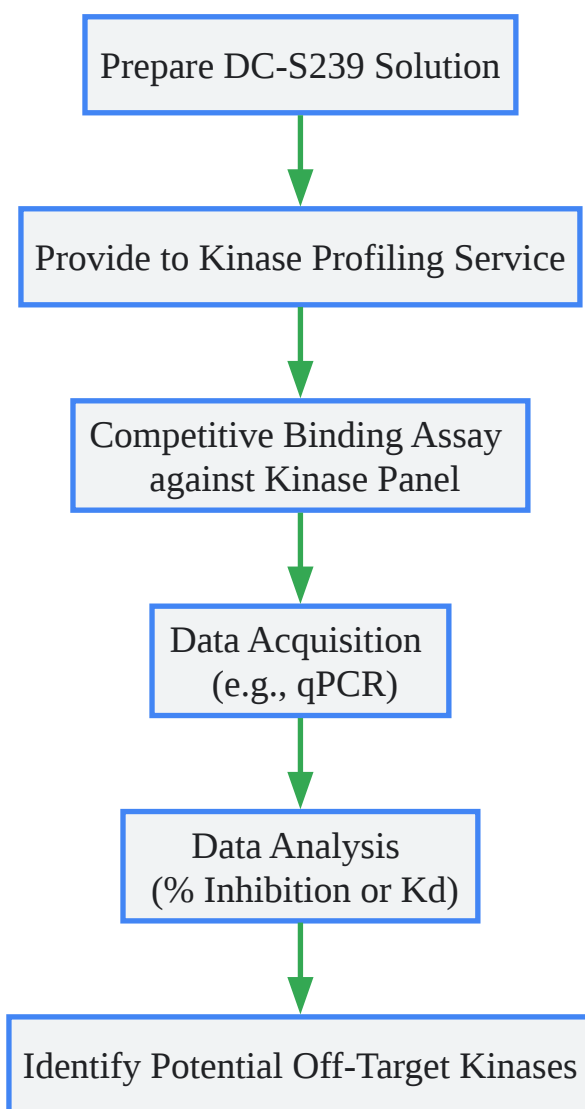 Prepare DC-S239 Solution
Provide to Kinase Profiling Service
Competitive Binding Assay
against Kinase Panel
Data Acquisition
(e.g., qPCR)
Data Analysis
(% Inhibition or Kd)
Identify Potential Off-Target Kinases